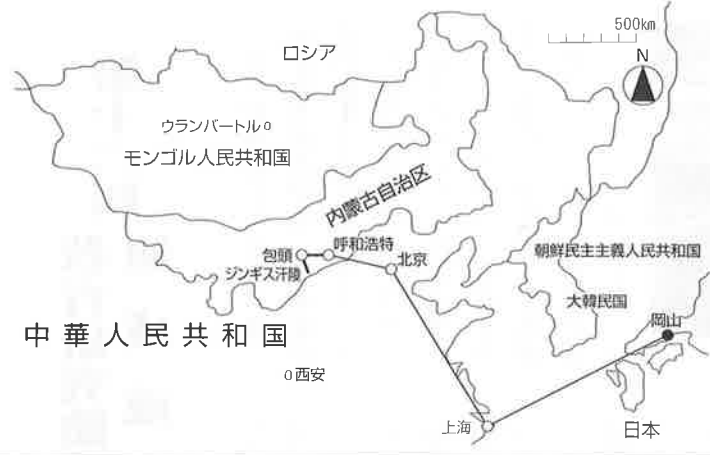 500km
N
ロシア
ウランバートル
モンゴル人民共和国
内蒙古自治区
包頭
呼和浩特
北京
ジンギス汗陵
朝鮮民主主義人民共和国
大韓民国
岡山
中華人民共和国
西安
上海
日本